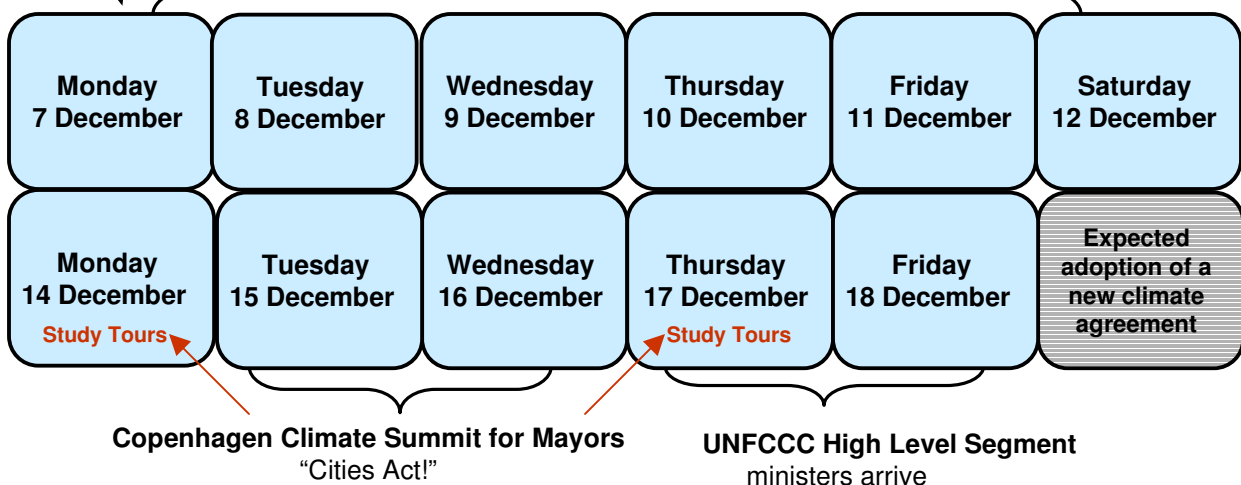 Monday
7 December
Tuesday
8 December
Wednesday
9 December
Thursday
10 December
Friday
11 December
Saturday
12 December
Monday
14 December
Study Tours
Tuesday
15 December
Wednesday
16 December
Thursday
17 December
Study Tours
Friday
18 December
Expected
adoption of a
new climate
agreement
Copenhagen Climate Summit for Mayors
“Cities Act!”
UNFCCC High Level Segment
ministers arrive